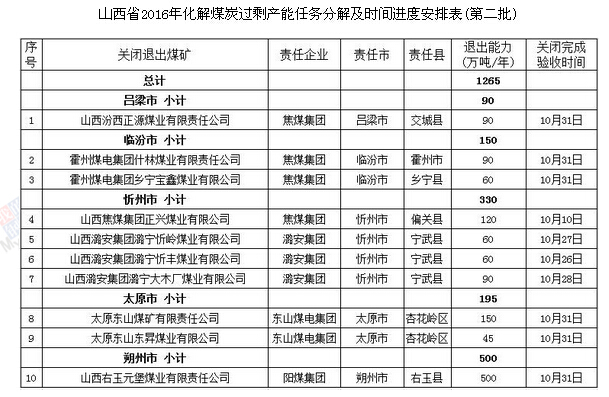 山西省2016年化解煤炭过剩产能任务分解及时间进度安排表(第二批)
序号 关闭退出煤矿 责任企业 责任市 责任县 退出能力(万吨/年) 关闭完成验收时间
总计 1265
吕梁市 小计 90
1 山西汾西正源煤业有限责任公司 焦煤集团 吕梁市 交城县 90 10月31日
临汾市 小计 150
2 霍州煤电集团什林煤业有限责任公司 焦煤集团 临汾市 霍州市 90 10月31日
3 霍州煤电集团乡宁宝鑫煤业有限公司 焦煤集团 临汾市 乡宁县 60 10月31日
忻州市 小计 330
4 山西焦煤集团正兴煤业有限公司 焦煤集团 忻州市 偏关县 120 10月10日
5 山西潞安集团潞宁忻岭煤业有限公司 潞安集团 忻州市 宁武县 60 10月27日
6 山西潞安集团潞宁忻丰煤业有限公司 潞安集团 忻州市 宁武县 60 10月26日
7 山西潞安集团潞宁大木厂煤业有限公司 潞安集团 忻州市 宁武县 90 10月28日
太原市 小计 195
8 太原东山煤矿有限责任公司 东山煤电集团 太原市 杏花岭区 150 10月31日
9 太原东山东昇煤业有限公司 东山煤电集团 太原市 杏花岭区 45 10月31日
朔州市 小计 500
10 山西右玉元堡煤业有限责任公司 阳煤集团 朔州市 右玉县 500 10月31日